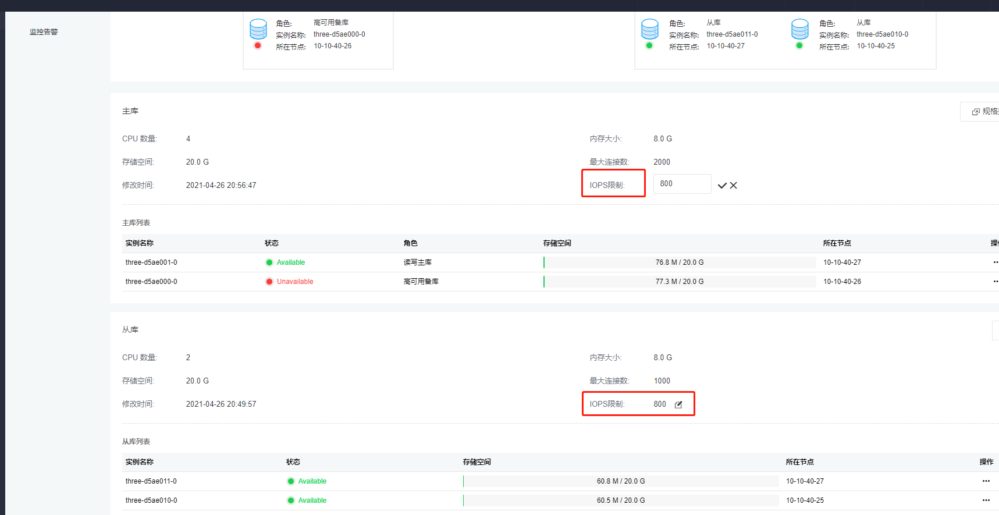 监控告警
角色: 高可用备库
实例名称: three-d5ae000-0
所在节点: 10-10-40-26
角色: 从库
实例名称: three-d5ae011-0
所在节点: 10-10-40-27
角色: 从库
实例名称: three-d5ae010-0
所在节点: 10-10-40-25
主库
规格
CPU 数量: 4
内存大小: 8.0 G
存储空间: 20.0 G
最大连接数: 2000
修改时间: 2021-04-26 20:56:47
IOPS限制: 800
主库列表
实例名称 状态 角色 存储空间 所在节点 操
three-d5ae001-0 Available 读写主库 76.8 M / 20.0 G 10-10-40-27
three-d5ae000-0 Unavailable 高可用备库 77.3 M / 20.0 G 10-10-40-26
从库
CPU 数量: 2
内存大小: 8.0 G
存储空间: 20.0 G
最大连接数: 1000
修改时间: 2021-04-26 20:49:57
IOPS限制: 800
从库列表
实例名称 状态 存储空间 所在节点 操作
three-d5ae011-0 Available 60.8 M / 20.0 G 10-10-40-27
three-d5ae010-0 Available 60.5 M / 20.0 G 10-10-40-25